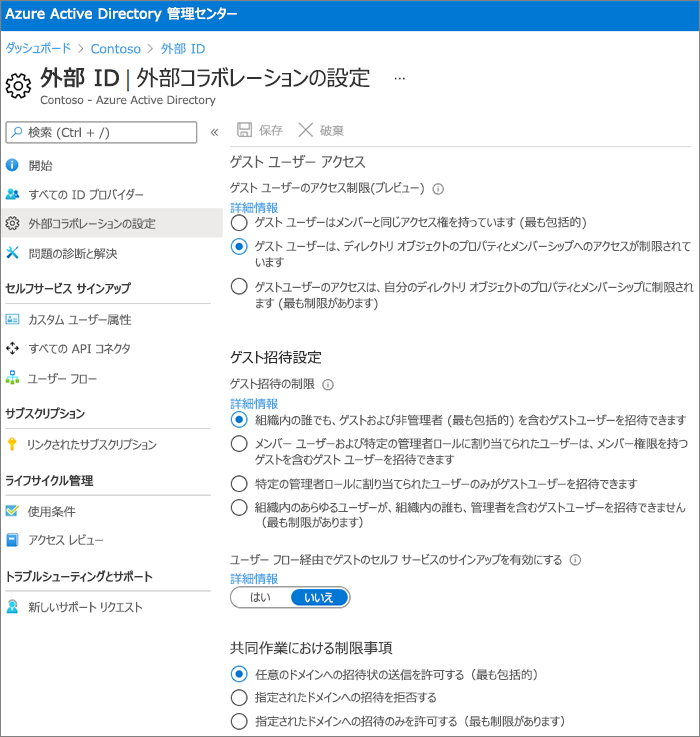 Azure Active Directory 管理センター
ダッシュボード > Contoso > 外部 ID
外部 ID | 外部コラボレーションの設定 ...
Contoso - Azure Active Directory
検索 (Ctrl + /) «
開始
すべての ID プロバイダー
外部コラボレーションの設定
問題の診断と解決
セルフサービス サインアップ
カスタム ユーザー属性
すべての API コネクタ
ユーザー フロー
サブスクリプション
リンクされたサブスクリプション
ライフサイクル管理
使用条件
アクセス レビュー
トラブルシューティングとサポート
新しいサポート リクエスト
保存 破棄
ゲスト ユーザー アクセス
ゲスト ユーザーのアクセス制限(プレビュー)
詳細情報
ゲスト ユーザーはメンバーと同じアクセス権を持っています (最も包括的)
ゲスト ユーザーは、ディレクトリ オブジェクトのプロパティとメンバーシップへのアクセスが制限されて
います
ゲストユーザーのアクセスは、自分のディレクトリ オブジェクトのプロパティとメンバーシップに制限されま
す (最も制限があります)
ゲスト招待設定
ゲスト招待の制限
詳細情報
組織内の誰でも、ゲストおよび非管理者 (最も包括的) を含むゲストユーザーを招待できます
メンバー ユーザーおよび特定の管理者ロールに割り当てられたユーザーは、メンバー権限を持つ
ゲストを含むゲスト ユーザーを招待できます
特定の管理者ロールに割り当てられたユーザーのみがゲストユーザーを招待できます
組織内のあらゆるユーザーが、組織内の誰も、管理者を含むゲストユーザーを招待できません
（最も制限があります）
ユーザー フロー経由でゲストのセルフ サービスのサインアップを有効にする
詳細情報
はい いいえ
共同作業における制限事項
任意のドメインへの招待状の送信を許可する（最も包括的）
指定されたドメインへの招待を拒否する
指定されたドメインへの招待のみを許可する（最も制限があります）